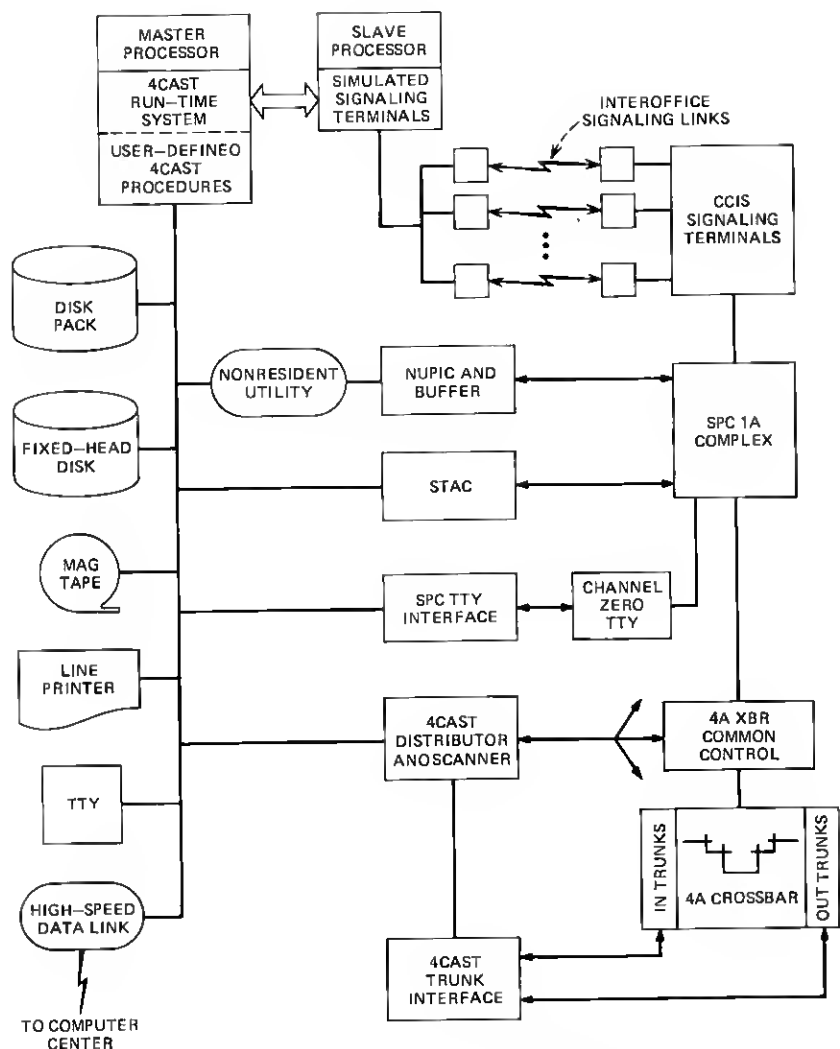 MASTER
PROCESSOR
4CAST
RUN-TIME
SYSTEM
USER-DEFINEO
4CAST
PROCEDURES
SLAVE
PROCESSOR
SIMULATED
SIGNALING
TERMINALS
INTEROFFICE
SIGNALING LINKS
CCIS
SIGNALING
TERMINALS
DISK
PACK
NONRESIDENT
UTILITY
NUPIC AND
BUFFER
SPC 1A
COMPLEX
FIXED-HEAD
DISK
STAC
MAG
TAPE
SPC TTY
INTERFACE
CHANNEL
ZERO
TTY
LINE
PRINTER
4CAST
DISTRIBUTOR
ANOSCANNER
4A XBR
COMMON
CONTROL
TTY
IN TRUNKS
4A CROSSBAR
OUT TRUNKS
HIGH-SPEED
DATA LINK
4CAST
TRUNK
INTERFACE
TO COMPUTER
CENTER